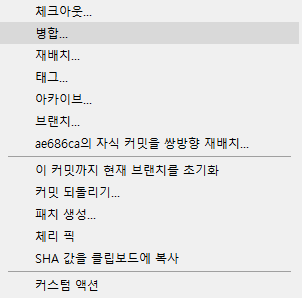 체크아웃...
병합...
재배치...
태그...
아카이브...
브랜치...
ae686ca의 자식 커밋을 쌍방향 재배치...
이 커밋까지 현재 브랜치를 초기화
커밋 되돌리기...
패치 생성...
체리 픽
SHA 값을 클립보드에 복사
커스텀 액션